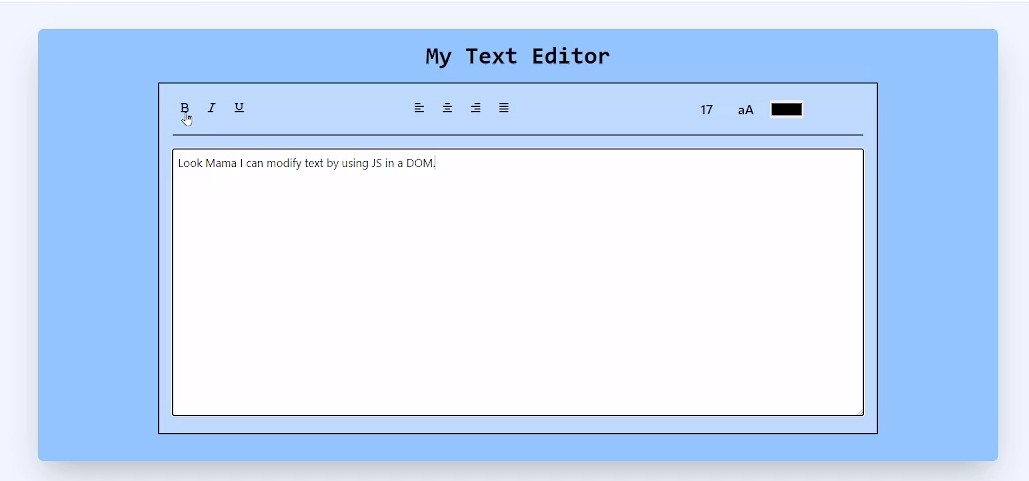 My Text Editor
B I U 17 aA
Look Mama I can modify text by using JS in a DOM.